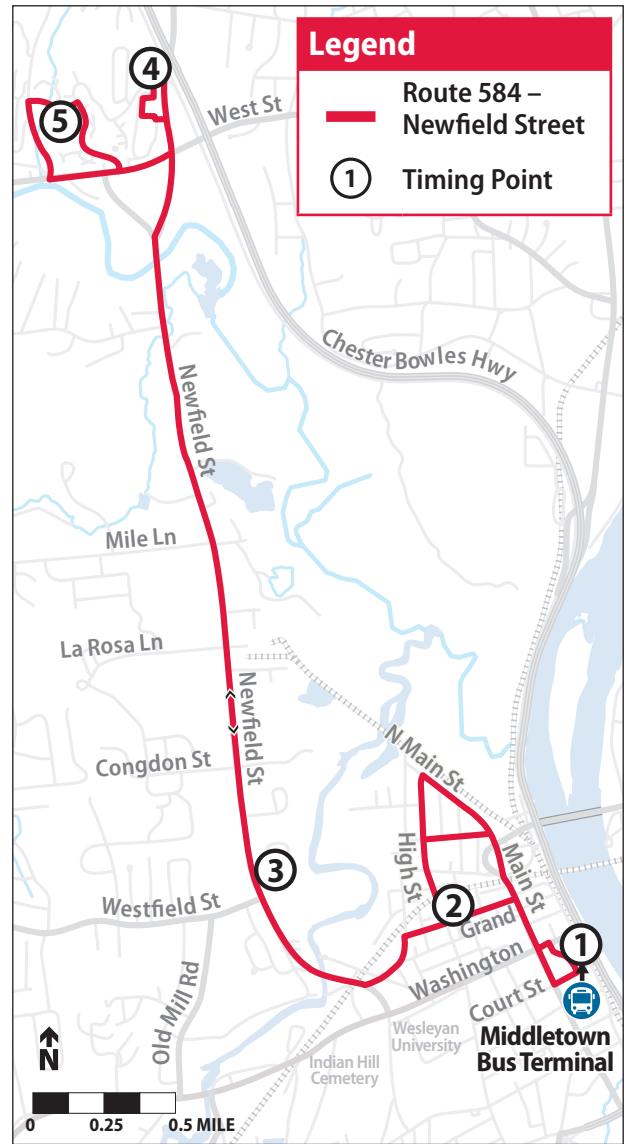 Legend
Route 584 –
Newfield Street
1 Timing Point
4
5
West St
Chester Bowles Hwy
Newfield St
Mile Ln
La Rosa Ln
Newfield St
Congdon St
N Main St
3
High St
Main St
Westfield St
2
Grand
1
Washington
Old Mill Rd
Court St
Wesleyan
University
Middletown
Bus Terminal
Indian Hill
Cemetery
N
0 0.25 0.5 MILE